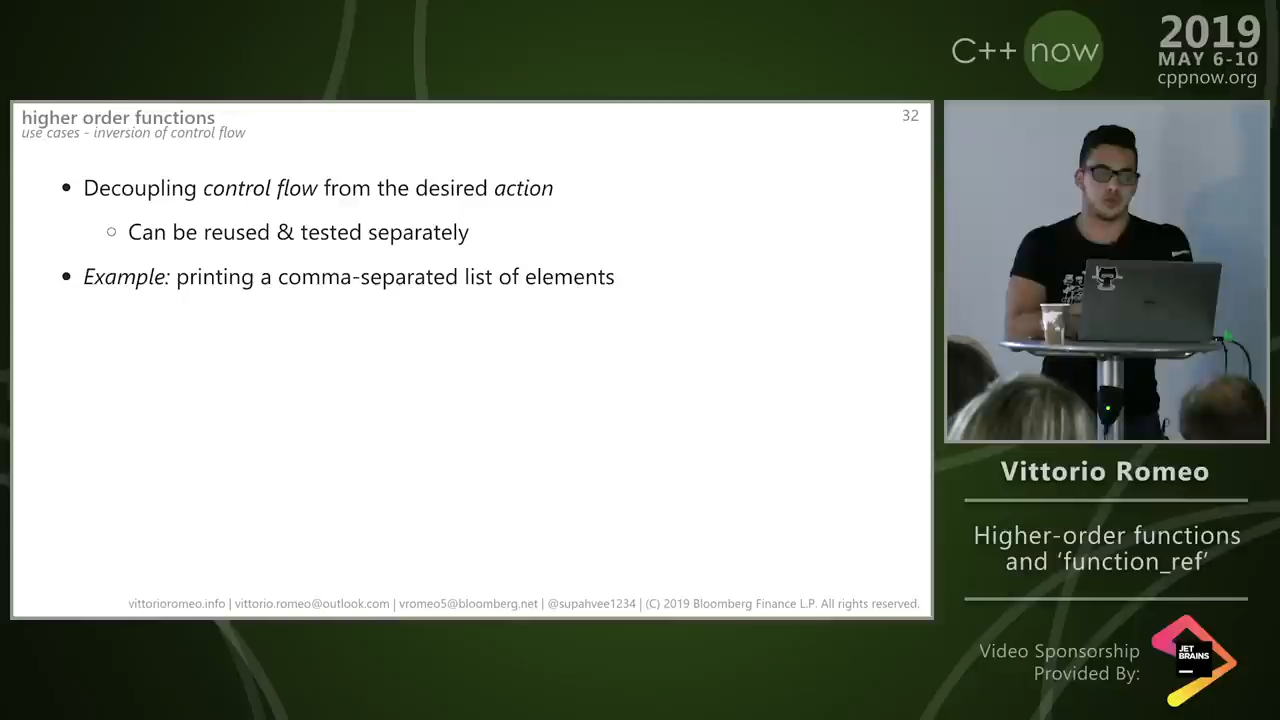 C++ now
2019
MAY 6-10
cppnow.org
higher order functions
32
use cases - inversion of control flow
• Decoupling control flow from the desired action
○ Can be reused & tested separately
• Example: printing a comma-separated list of elements
vittorioromeo.info | vittorio.romeo@outlook.com | vromeo5@bloomberg.net | @supahvee1234 | (C) 2019 Bloomberg Finance L.P. All rights reserved.
Vittorio Romeo
Higher-order functions
and ‘function_ref’
Video Sponsorship
Provided By:
JET
BRAINS